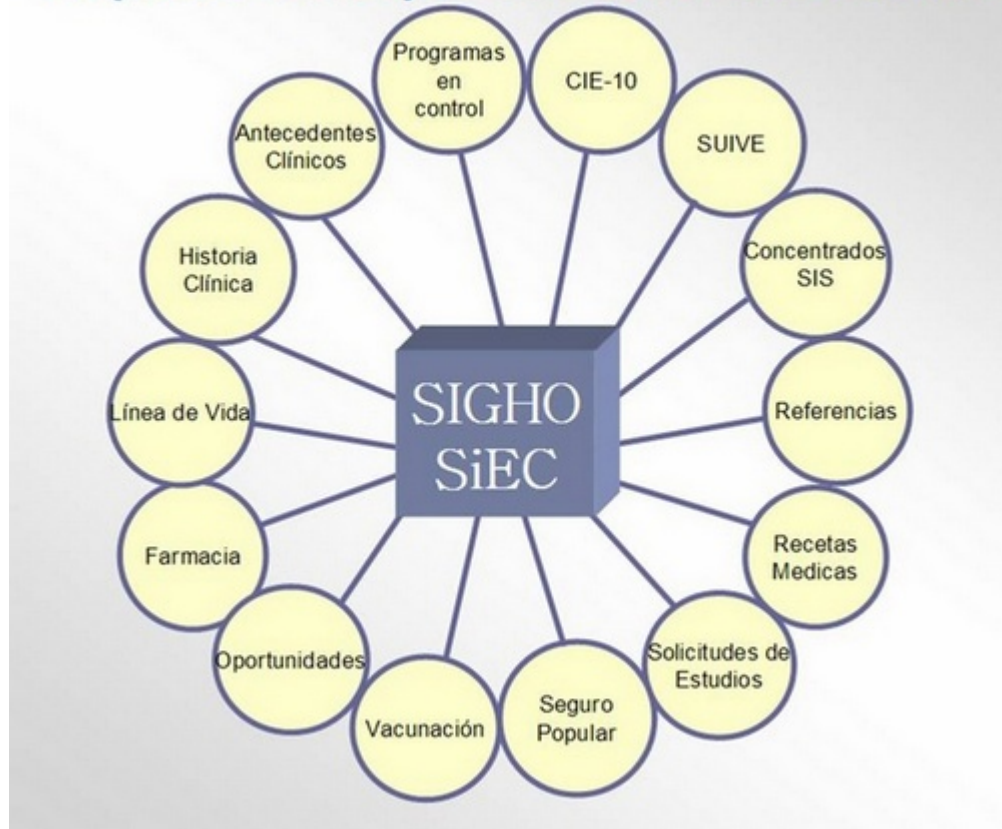 Programas
en
control
CIE-10
SUIVE
Concentrados
SIS
Referencias
Recetas
Medicas
Solicitudes de
Estudios
Seguro
Popular
Vacunación
Oportunidades
Farmacia
Línea de Vida
Historia
Clínica
Antecedentes
Clínicos
SIGHO
SiEC